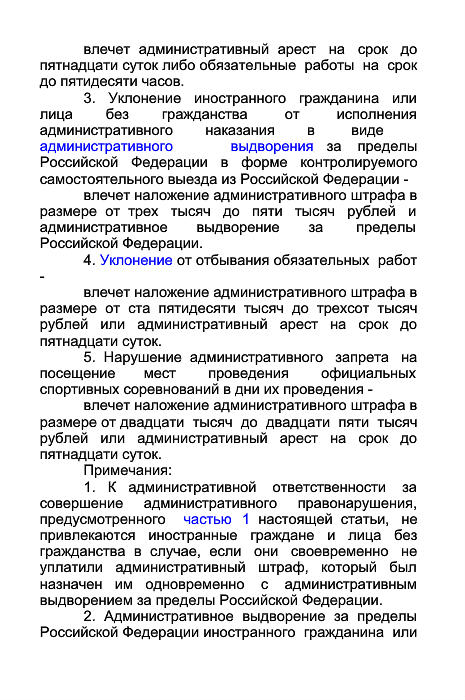 влечет административный арест на срок до
пятнадцати суток либо обязательные работы на срок
до пятидесяти часов.
3. Уклонение иностранного гражданина или
лица без гражданства от исполнения
административного наказания в виде
административного выдворения за пределы
Российской Федерации в форме контролируемого
самостоятельного выезда из Российской Федерации -
влечет наложение административного штрафа в
размере от трех тысяч до пяти тысяч рублей и
административное выдворение за пределы
Российской Федерации.
4. Уклонение от отбывания обязательных работ
-
влечет наложение административного штрафа в
размере от ста пятидесяти тысяч до трехсот тысяч
рублей или административный арест на срок до
пятнадцати суток.
5. Нарушение административного запрета на
посещение мест проведения официальных
спортивных соревнований в дни их проведения -
влечет наложение административного штрафа в
размере от двадцати тысяч до двадцати пяти тысяч
рублей или административный арест на срок до
пятнадцати суток.
Примечания:
1. К административной ответственности за
совершение административного правонарушения,
предусмотренного частью 1 настоящей статьи, не
привлекаются иностранные граждане и лица без
гражданства в случае, если они своевременно не
уплатили административный штраф, который был
назначен им одновременно с административным
выдворением за пределы Российской Федерации.
2. Административное выдворение за пределы
Российской Федерации иностранного гражданина или